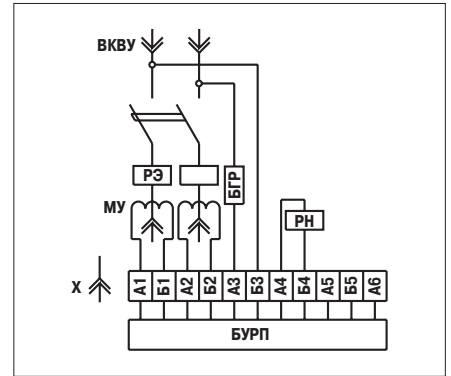 ВКВУ
РЭ
БГР
МУ
РН
Х
А1 Б1 А2 Б2 А3 Б3 А4 Б4 А5 Б5 А6
БУРП